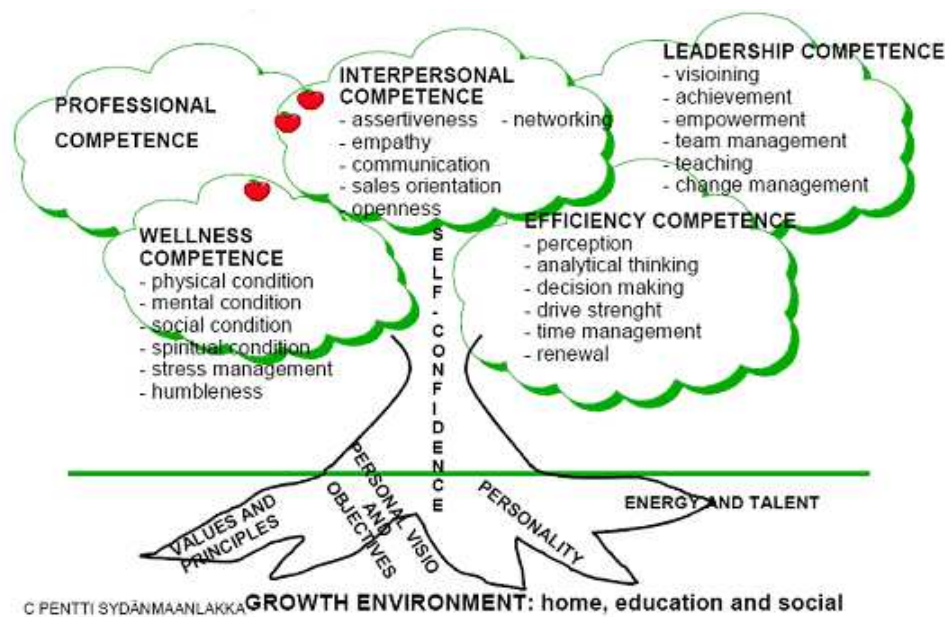 PROFESSIONAL
COMPETENCE
INTERPERSONAL
COMPETENCE
- assertiveness - networking
- empathy
- communication
- sales orientation
- openness
LEADERSHIP COMPETENCE
- visioining
- achievement
- empowerment
- team management
- teaching
- change management
WELLNESS
COMPETENCE
- physical condition
- mental condition
- social condition
- spiritual condition
- stress management
- humbleness
EFFICIENCY COMPETENCE
- perception
- analytical thinking
- decision making
- drive strenght
- time management
- renewal
SELF-CONFIDENCE
VALUES AND
PRINCIPLES
PERSONAL VISIO
AND
OBJECTIVES
PERSONALITY
ENERGY AND TALENT
C PENTTI SYDÄNMAANLAKKA
GROWTH ENVIRONMENT: home, education and social